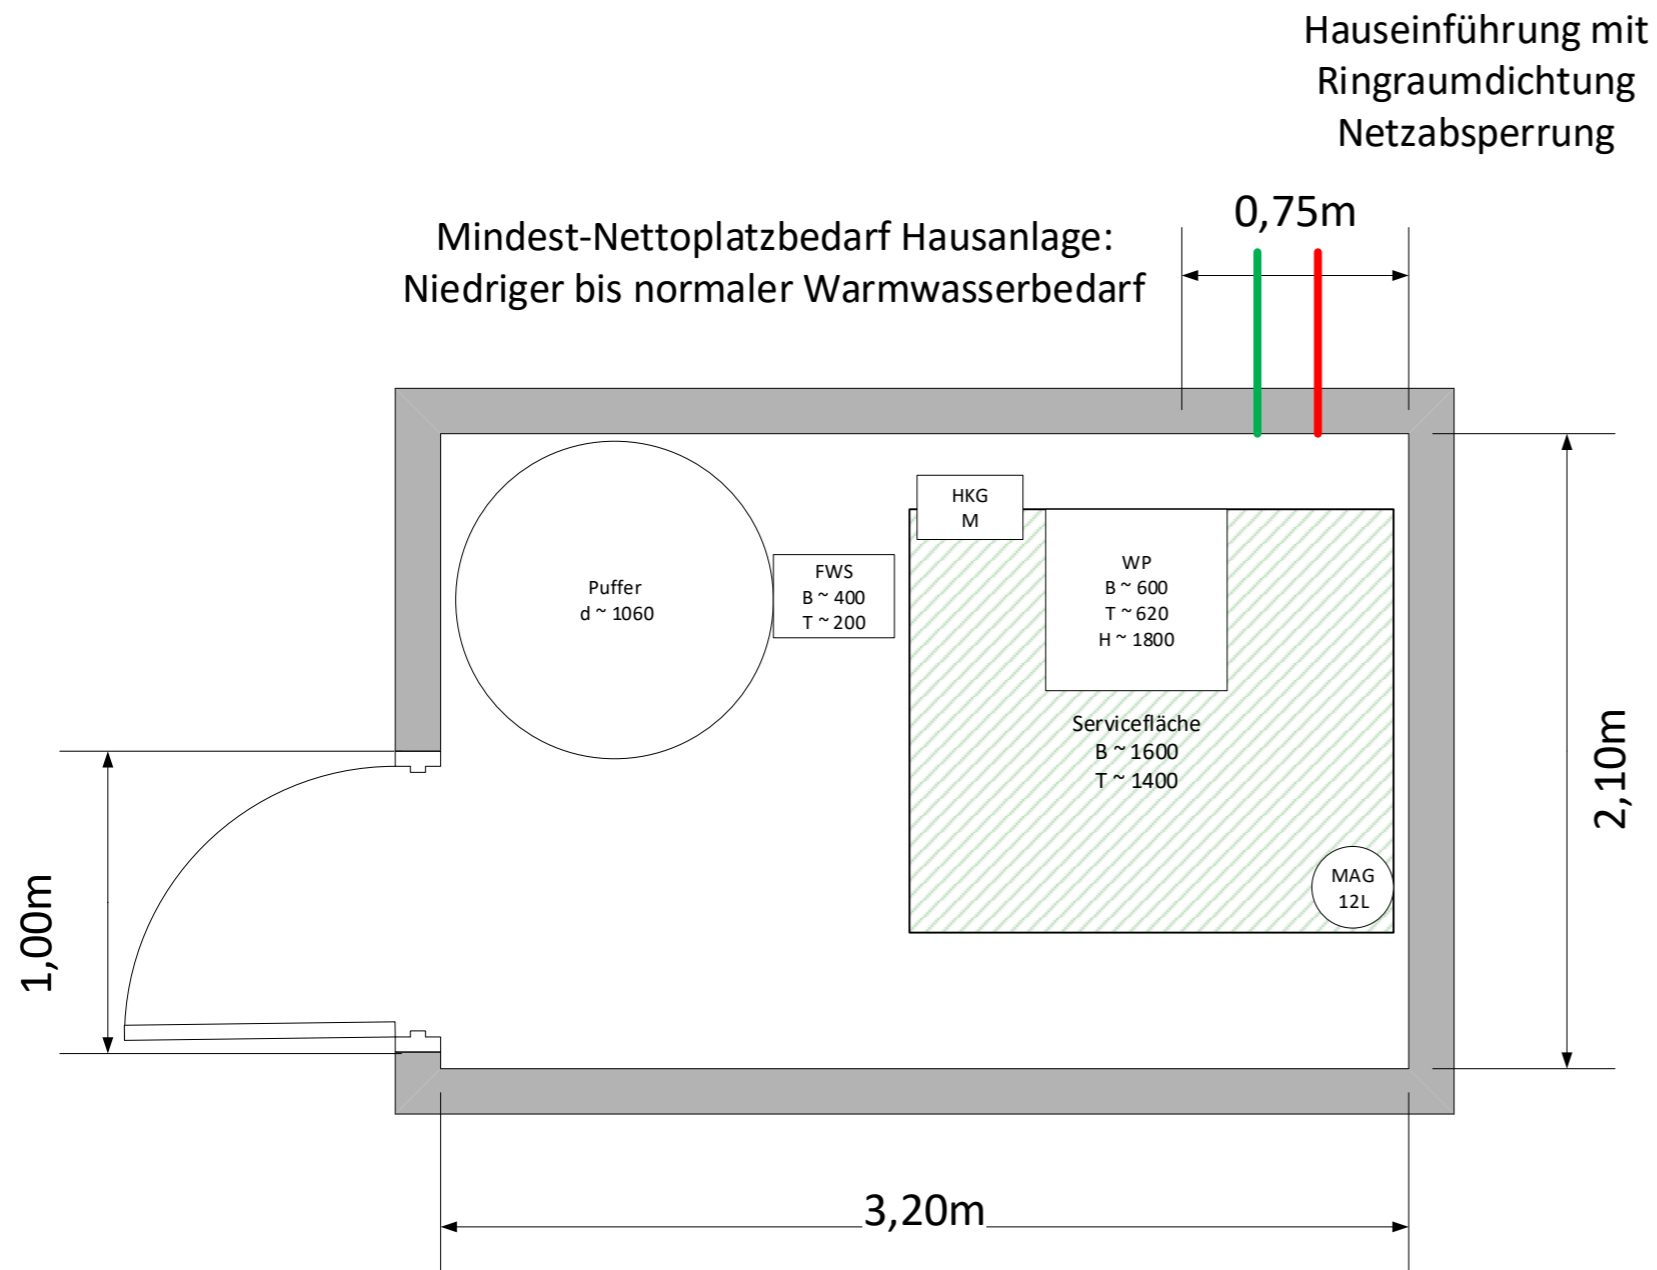 Hauseinführung mit
Ringraumdichtung
Netzabsperrung
0,75m
Mindest-Nettoplatzbedarf Hausanlage:
Niedriger bis normaler Warmwasserbedarf
HKG
M
Puffer
d ~ 1060
FWS
B ~ 400
T ~ 200
WP
B ~ 600
T ~ 620
H ~ 1800
Servicefläche
B ~ 1600
T ~ 1400
MAG
12L
2,10m
1,00m
3,20m